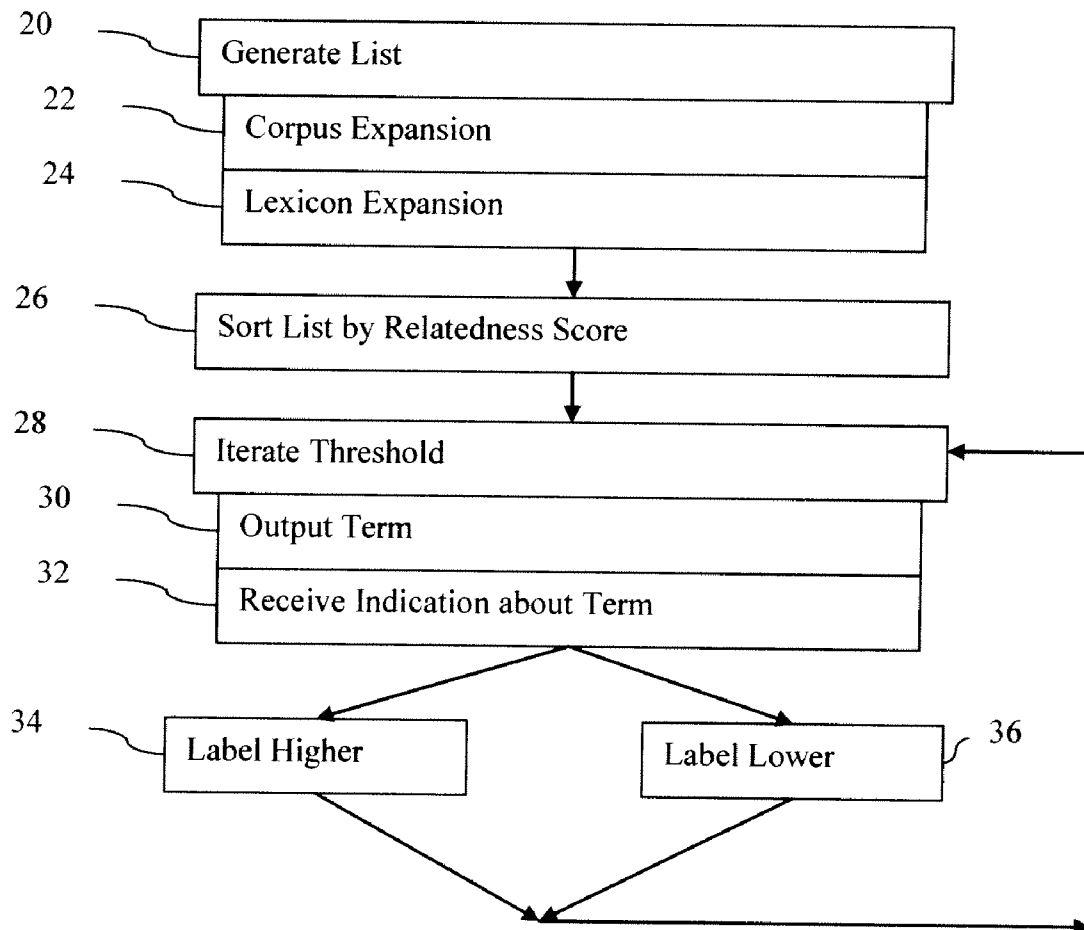 20
Generate List
22
Corpus Expansion
24
Lexicon Expansion
26
Sort List by Relatedness Score
28
Iterate Threshold
30
Output Term
32
Receive Indication about Term
34
Label Higher
Label Lower
36